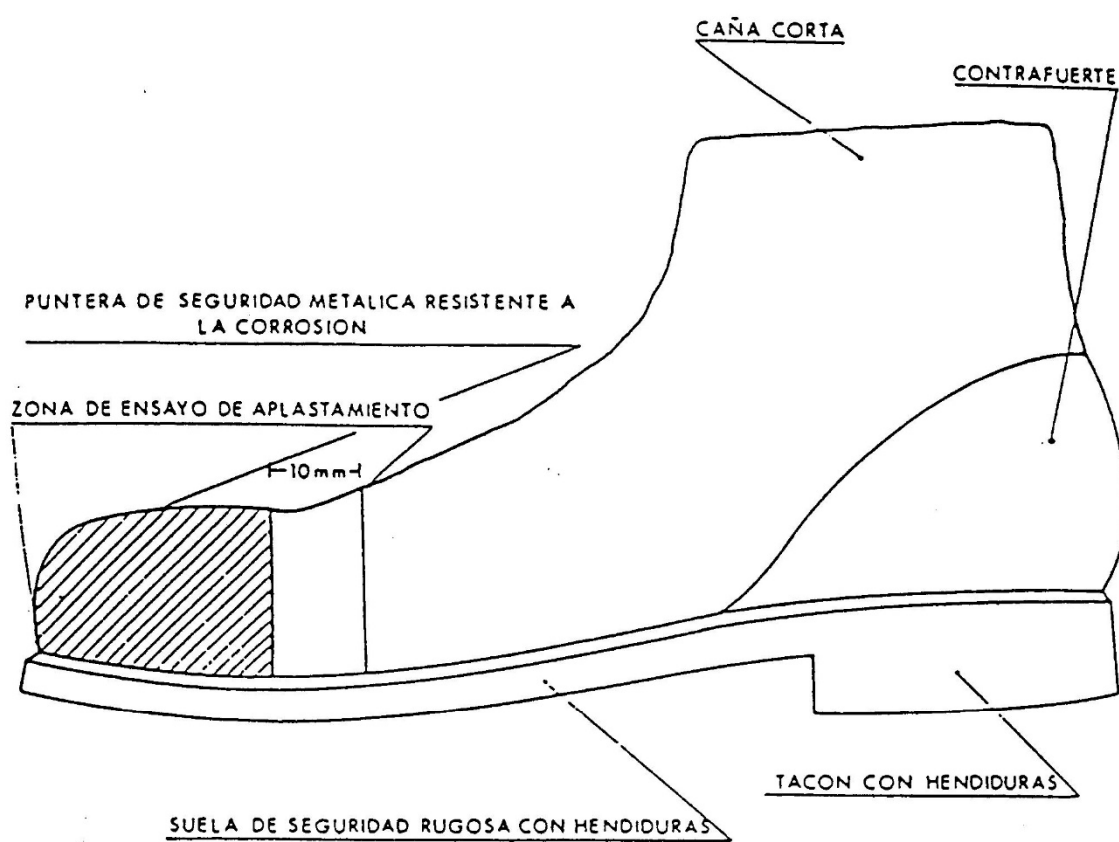 CAÑA CORTA
CONTRAFUERTE
PUNTERA DE SEGURIDAD METALICA RESISTENTE A
LA CORROSION
ZONA DE ENSAYO DE APLASTAMIENTO
10mm
TACON CON HENDIDURAS
SUELA DE SEGURIDAD RUGOSA CON HENDIDURAS